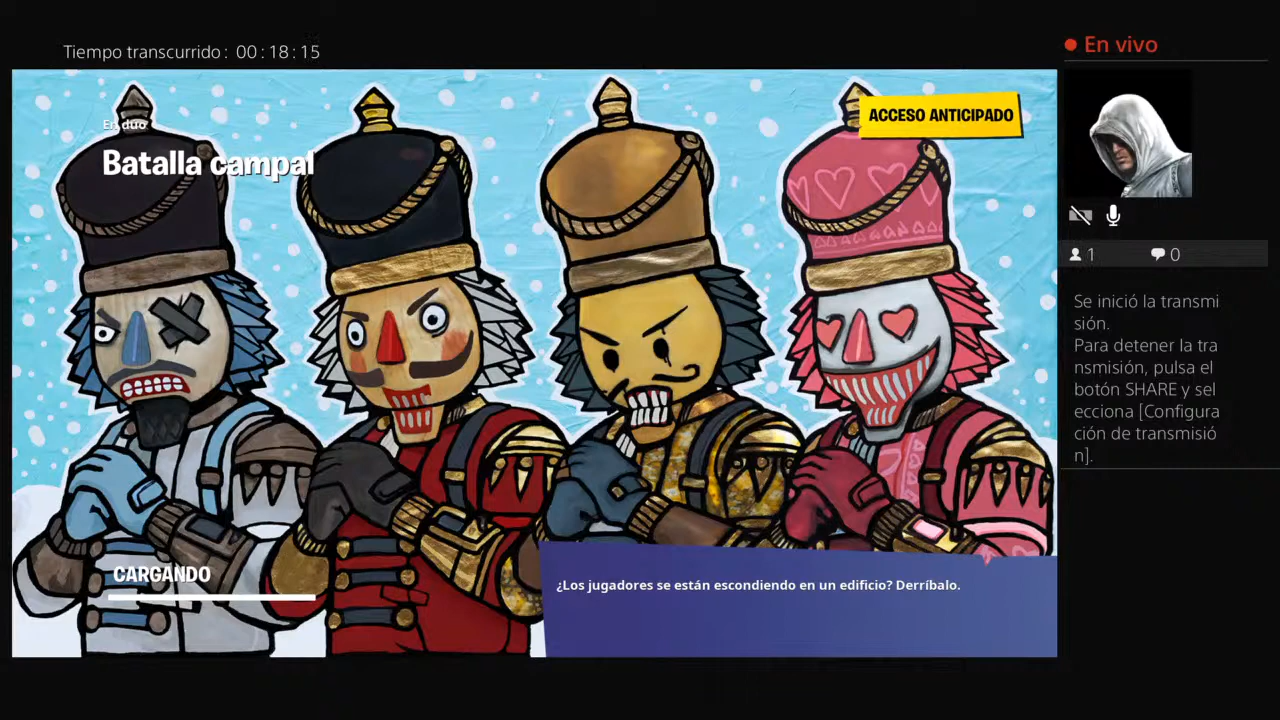 Tiempo transcurrido: 00:18:15
En vivo
En dúo
Batalla campal
ACCESO ANTICIPADO
1 0
Se inició la transmi
sión.
Para detener la tra
nsmisión, pulsa el
botón SHARE y sel
ecciona [Configura
ción de transmisió
n].
CARGANDO
¿Los jugadores se están escondiendo en un edificio? Derríbalo.